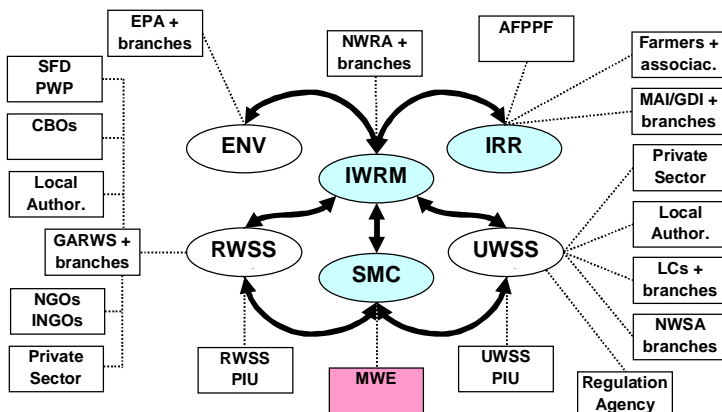 EPA +
branches
NWRA +
branches
AFPPF
Farmers +
associac.
SFD
PWP
MAI/GDI +
branches
CBOs
ENV
IRR
Private
Sector
IWRM
Local
Author.
Local
Author.
GARWS +
branches
RWSS
UWSS
SMC
LCs +
branches
NGOs
INGOs
NWSA
branches
Private
Sector
RWSS
PIU
MWE
UWSS
PIU
Regulation
Agency